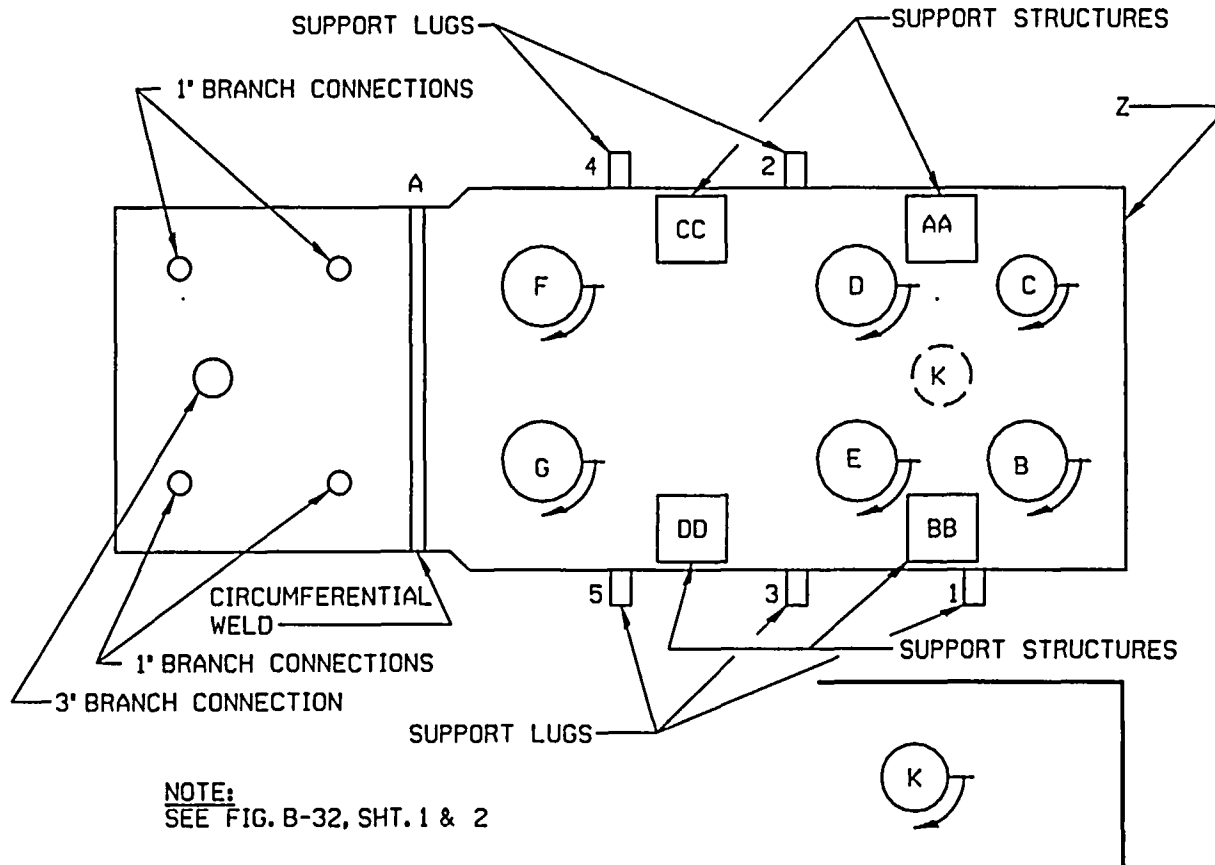 SUPPORT LUGS
SUPPORT STRUCTURES
1" BRANCH CONNECTIONS
Z
4
2
A
CC
AA
F
D
C
K
G
E
B
DD
BB
5
3
1
CIRCUMFERENTIAL
WELD
1" BRANCH CONNECTIONS
SUPPORT STRUCTURES
3" BRANCH CONNECTION
SUPPORT LUGS
K
NOTE:
SEE FIG. B-32, SHT. 1 & 2